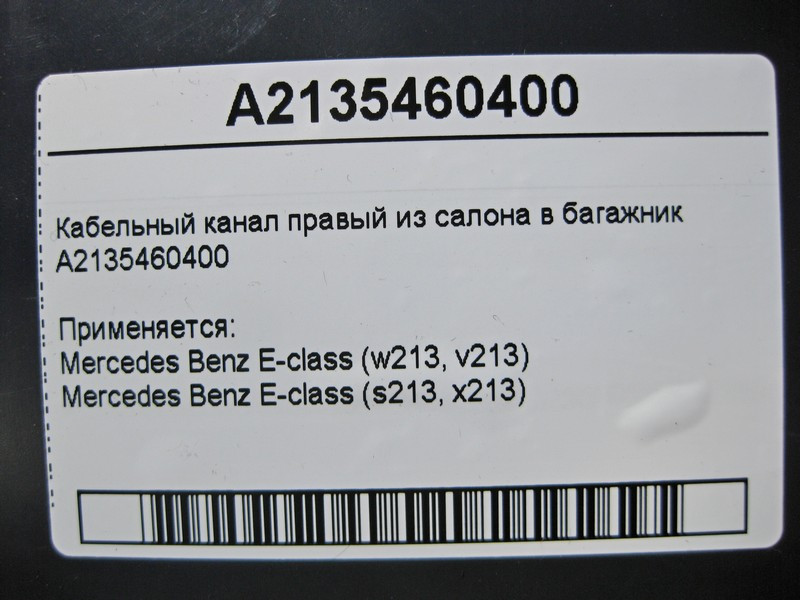 A2135460400
Кабельный канал правый из салона в багажник
A2135460400
Применяется:
Mercedes Benz E-class (w213, v213)
Mercedes Benz E-class (s213, x213)